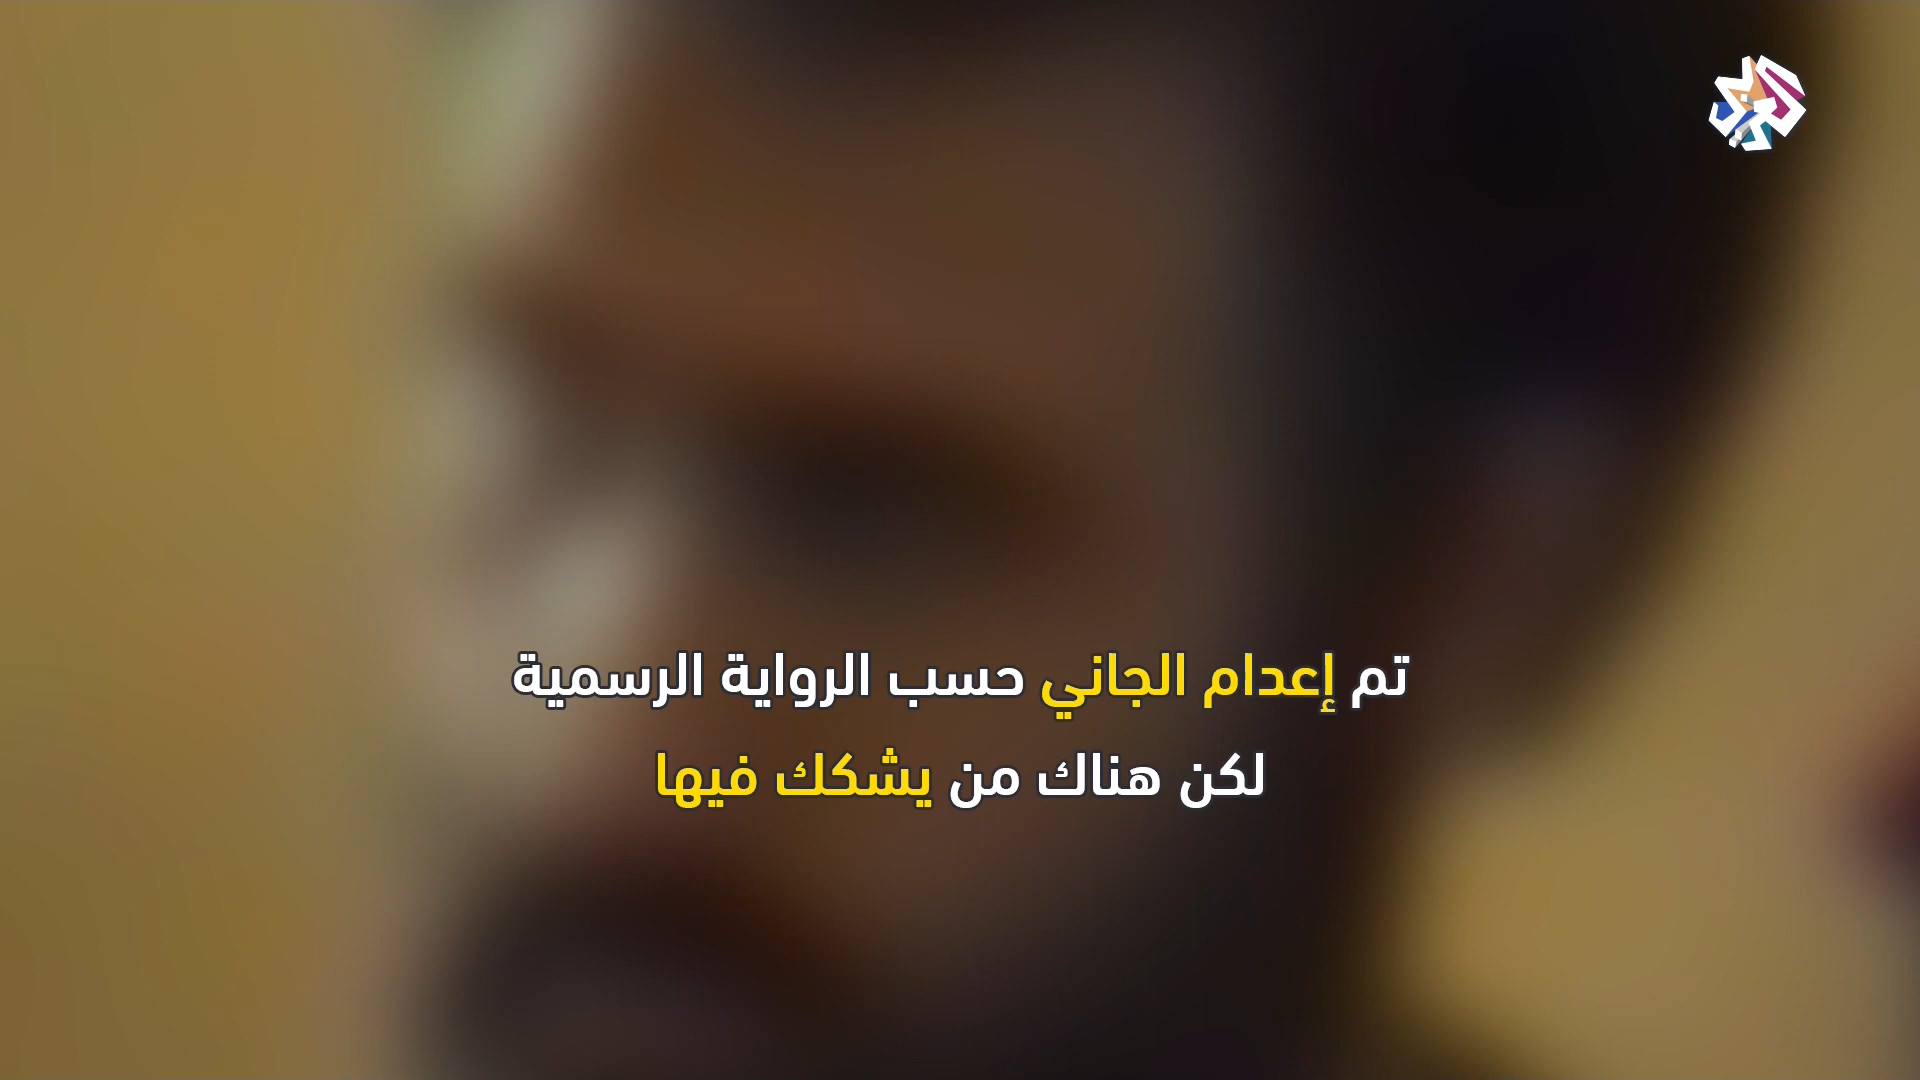 تم إعدام الجاني حسب الرواية الرسمية
لكن هناك من يشكك فيها